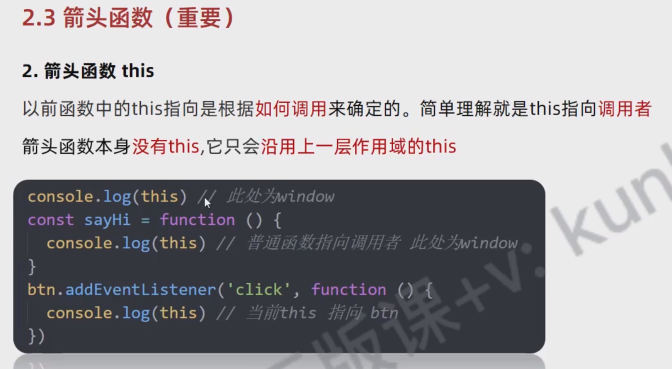 2.3 箭头函数（重要）
2. 箭头函数 this
以前函数中的this指向是根据如何调用来确定的。简单理解就是this指向调用者
箭头函数本身没有this,它只会沿用上一层作用域的this
console.log(this) // 此处为window
const sayHi = function () {
  console.log(this) // 普通函数指向调用者 此处为window
}
btn.addEventListener('click', function () {
  console.log(this) // 当前this 指向 btn
})
版课+v: kun